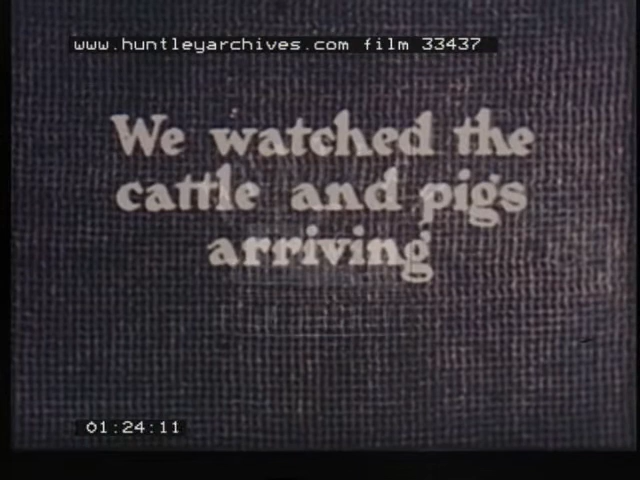 www.huntleyarchives.com film 33437
We watched the
cattle and pigs
arriving
01:24:11